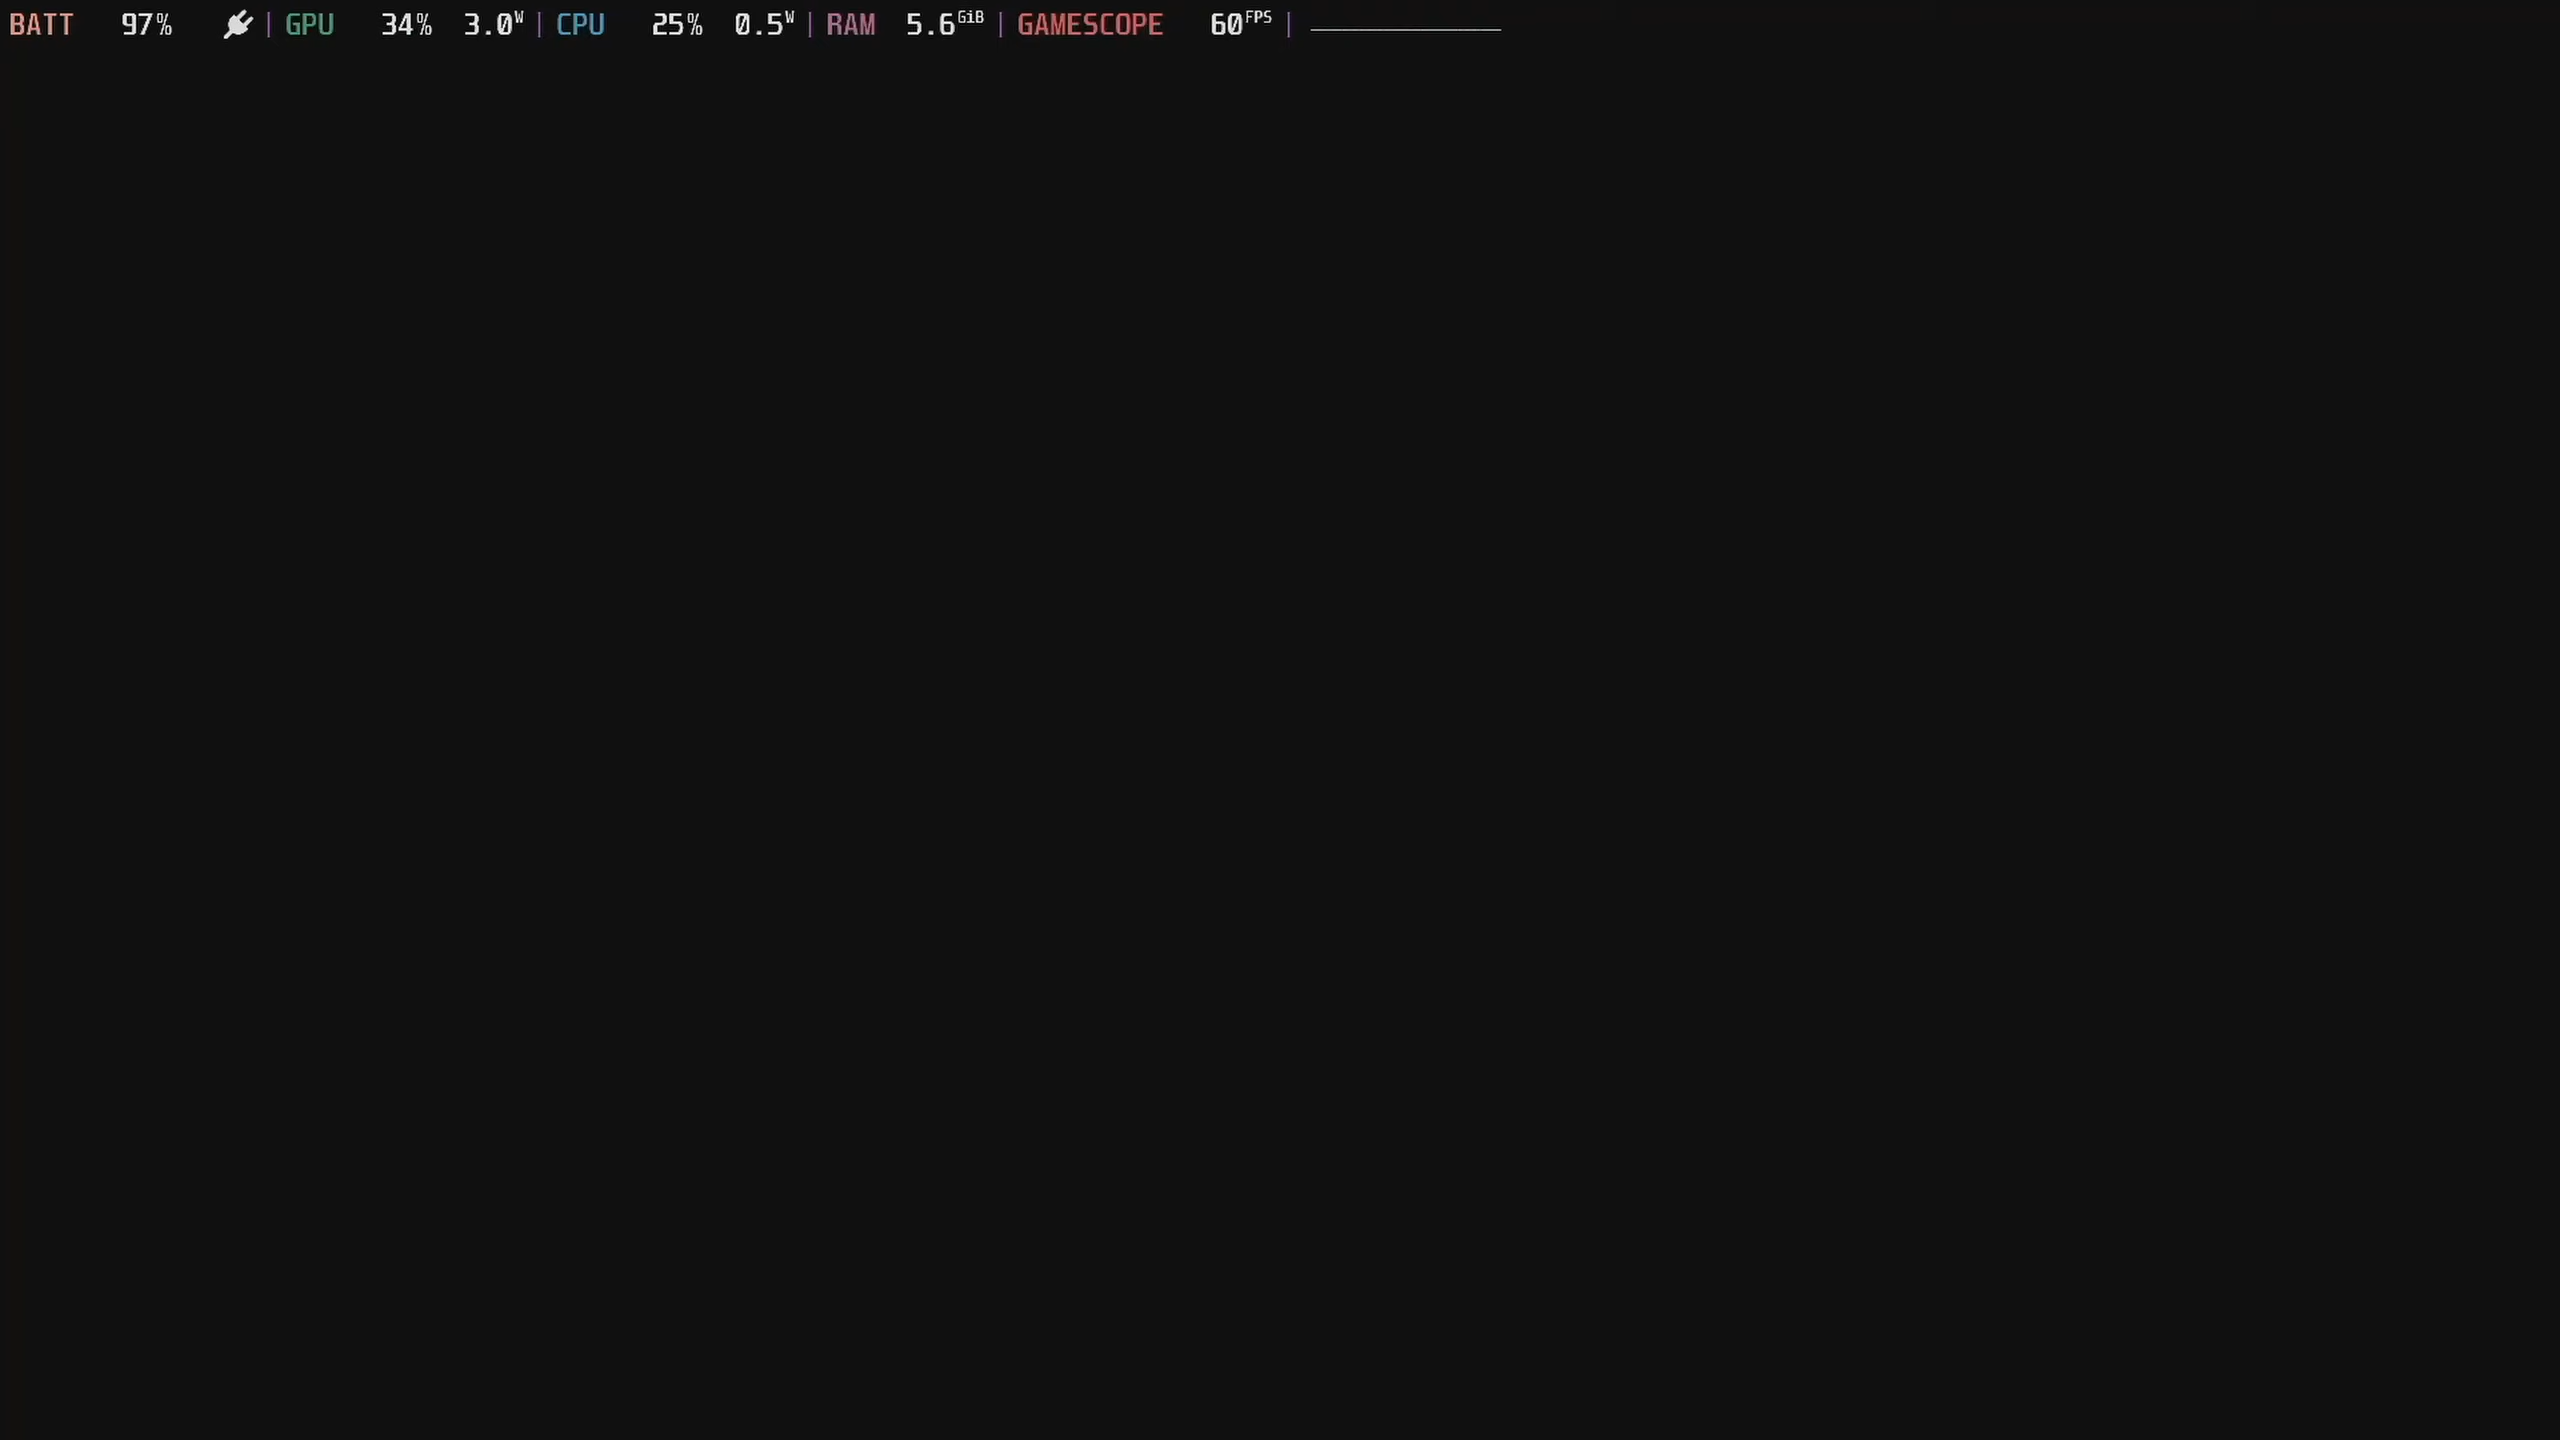 BATT 97% | GPU 34% 3.0W | CPU 25% 0.5W | RAM 5.6GiB | GAMESCOPE 60FPS |